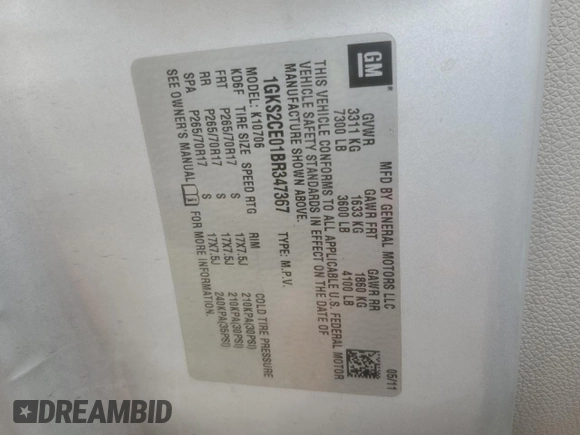 GM
MFD BY GENERAL MOTORS LLC 05/11
GVWR GAWR FRT GAWR RR
3311 KG 1633 KG 1860 KG
7300 LB 3600 LB 4100 LB
THIS VEHICLE CONFORMS TO ALL APPLICABLE U.S. FEDERAL MOTOR
VEHICLE SAFETY STANDARDS IN EFFECT ON THE DATE OF
MANUFACTURE SHOWN ABOVE.
1GKS2CE01BR347367 TYPE: M.P.V.
MODEL: K10706
KD6F TIRE SIZE SPEED RTG RIM COLD TIRE PRESSURE
FRT P265/70R17 S 17X7.5J 210KPA(30PSI)
RR P265/70R17 S 17X7.5J 210KPA(30PSI)
SPA P265/70R17 S 17X7.5J 240KPA(35PSI)
SEE OWNER'S MANUAL i FOR MORE INFORMATION.
DREAMBID